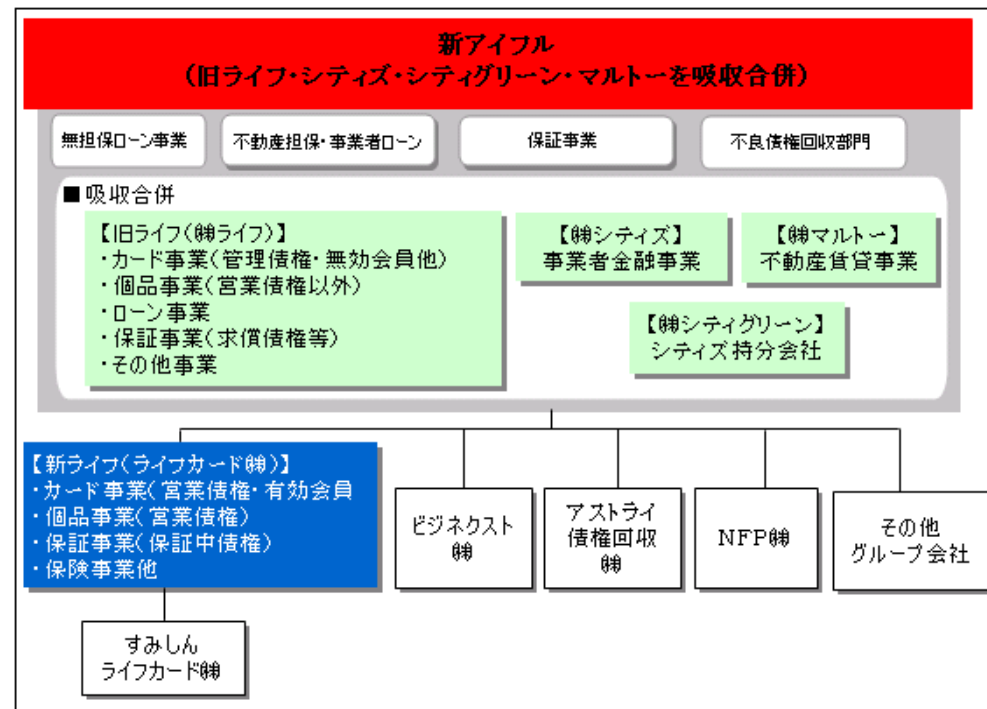 新アイフル
(旧ライフ・シティズ・シティグリーン・マルトーを吸収合併)
無担保ローン事業
不動産担保・事業者ローン
保証事業
不良債権回収部門
■吸収合併
【旧ライフ(㈱ライフ)】
・カード事業(管理債権・無効会員他)
・個品事業(営業債権以外)
・ローン事業
・保証事業(求償債権等)
・その他事業
【㈱シティズ】
事業者金融事業
【㈱マルトー】
不動産賃貸事業
【㈱シティグリーン】
シティズ持分会社
【新ライフ(ライフカード㈱)】
・カード事業(営業債権・有効会員
・個品事業(営業債権)
・保証事業(保証中債権)
・保険事業他
ビジネクスト
㈱
アストライ
債権回収
㈱
NFP㈱
その他
グループ会社
すみしん
ライフカード㈱